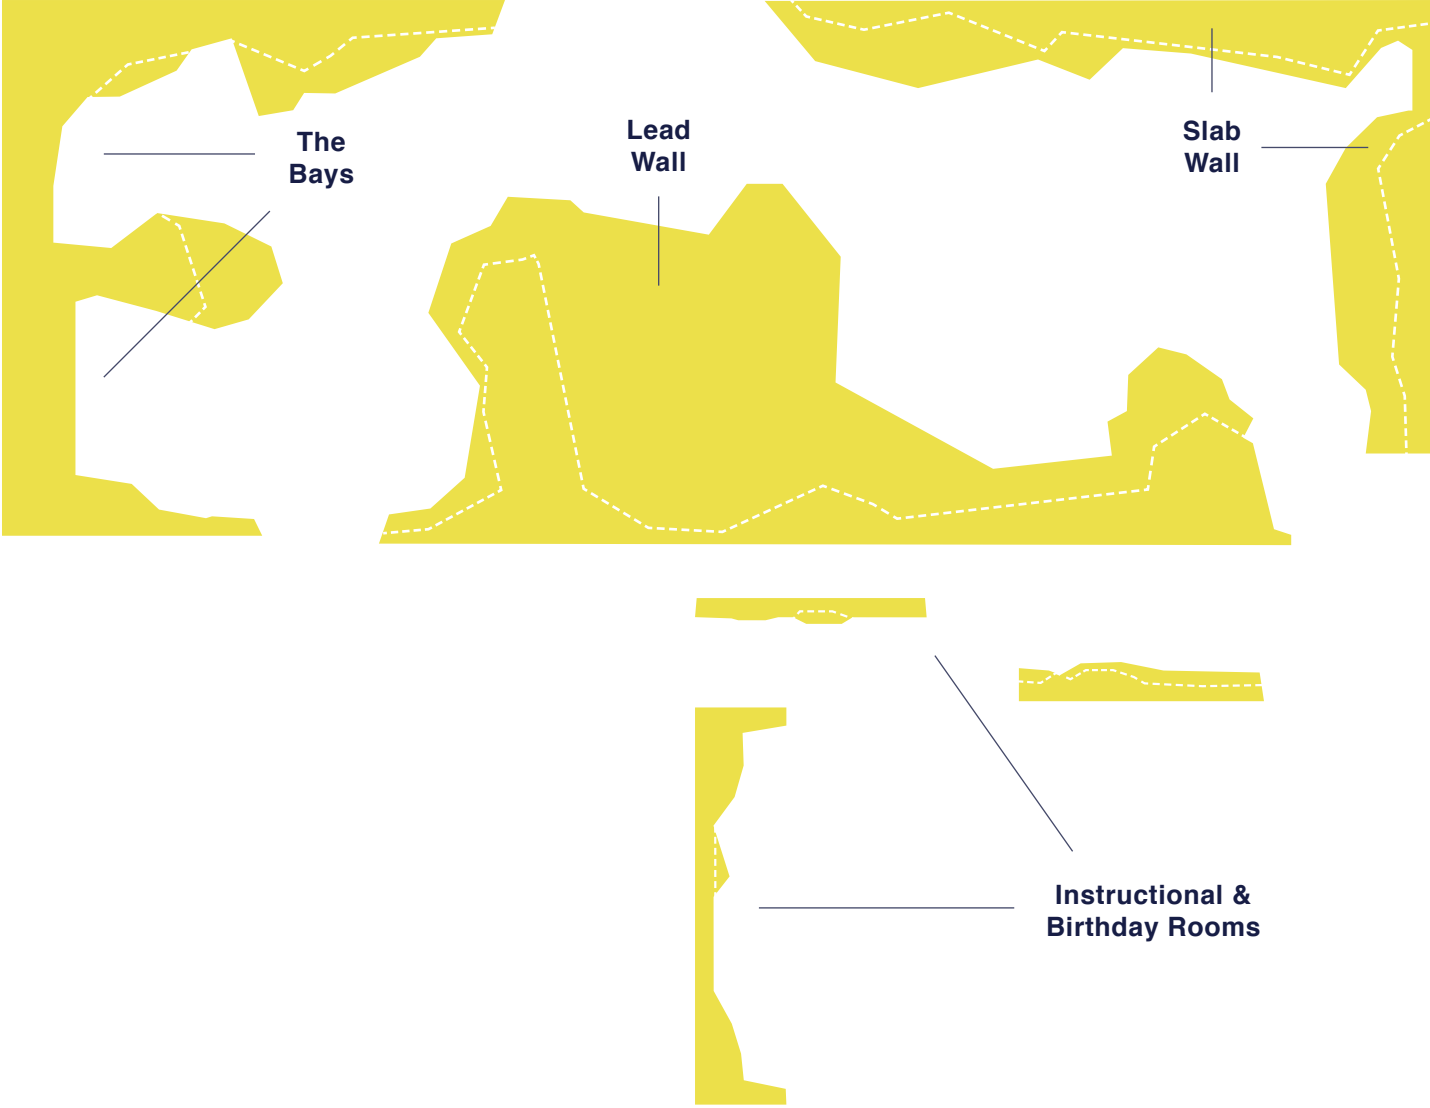 The
Bays
Lead
Wall
Slab
Wall
Instructional &
Birthday Rooms